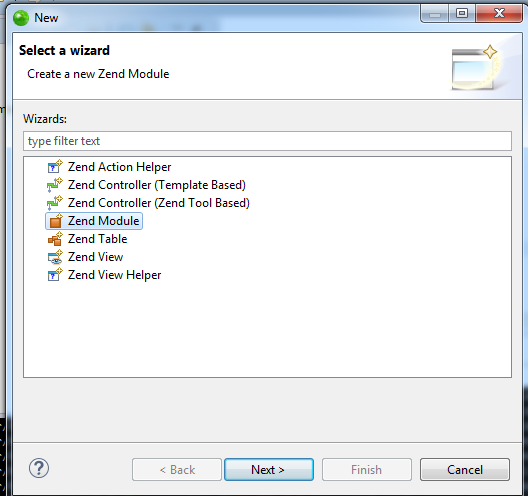 New
Select a wizard
Create a new Zend Module
Wizards:
type filter text
Zend Action Helper
Zend Controller (Template Based)
Zend Controller (Zend Tool Based)
Zend Module
Zend Table
Zend View
Zend View Helper
?
< Back
Next >
Finish
Cancel